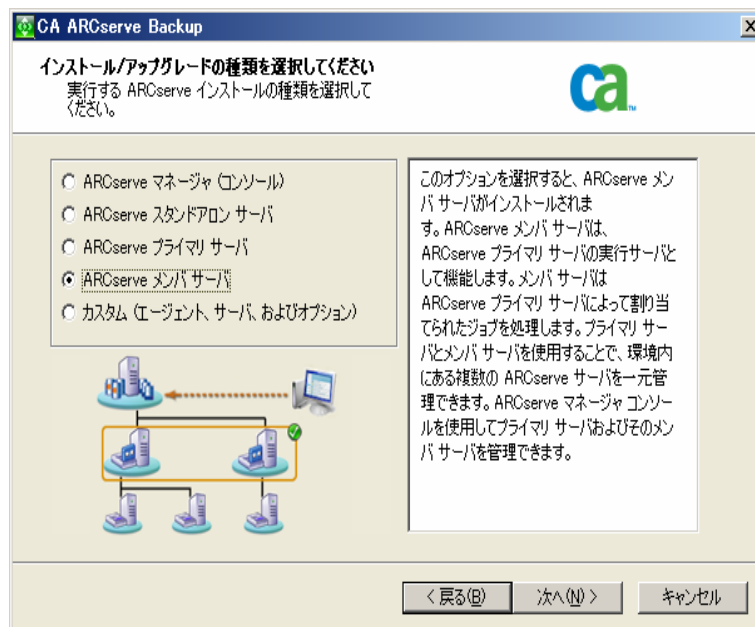 CA ARCserve Backup
インストール/アップグレードの種類を選択してください
実行する ARCserve インストールの種類を選択して
ください。
ca
ARCserve マネージャ (コンソール)
ARCserve スタンドアロン サーバ
ARCserve プライマリ サーバ
ARCserve メンバ サーバ
カスタム (エージェント、サーバ、およびオプション)
このオプションを選択すると、ARCserve メン
バ サーバがインストールされま
す。ARCserve メンバ サーバは、
ARCserve プライマリ サーバの実行サーバと
して機能します。メンバ サーバは
ARCserve プライマリ サーバによって割り当
てられたジョブを処理します。プライマリ サー
バとメンバ サーバを使用することで、環境内
にある複数の ARCserve サーバを一元管
理できます。ARCserve マネージャ コンソー
ルを使用してプライマリ サーバおよびそのメン
バ サーバを管理できます。
< 戻る(B)
次へ(N) >
キャンセル